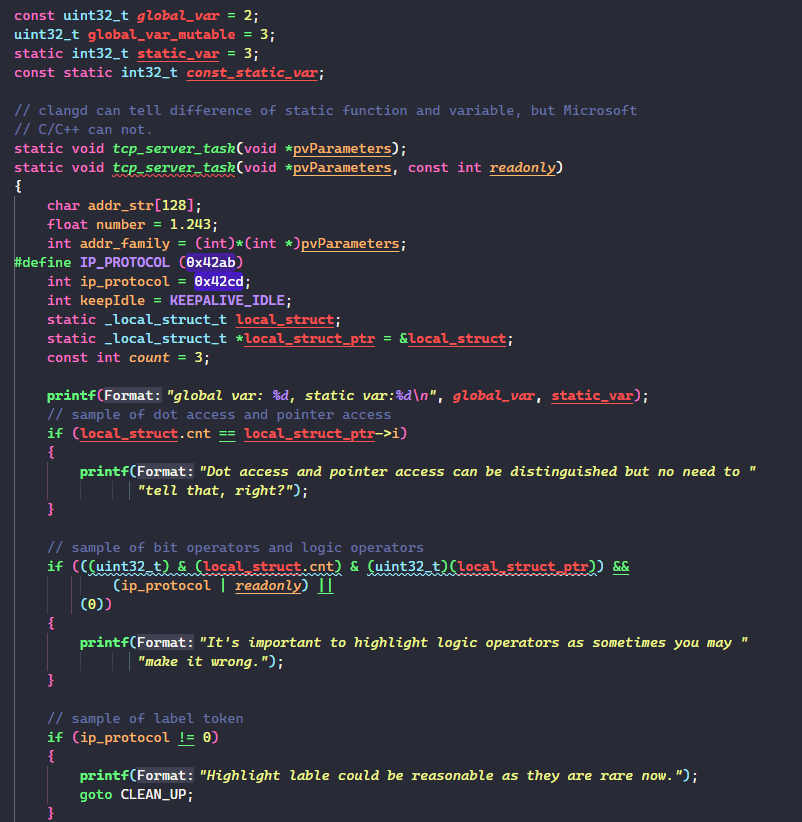 const uint32_t global_var = 2;
uint32_t global_var_mutable = 3;
static int32_t static_var = 3;
const static int32_t const_static_var;

// clangd can tell difference of static function and variable, but Microsoft
// C/C++ can not.
static void tcp_server_task(void *pvParameters);
static void tcp_server_task(void *pvParameters, const int readonly)
{
    char addr_str[128];
    float number = 1.243;
    int addr_family = (int)*(int *)pvParameters;
#define IP_PROTOCOL (0x42ab)
    int ip_protocol = 0x42cd;
    int keepIdle = KEEPALIVE_IDLE;
    static _local_struct_t local_struct;
    static _local_struct_t *local_struct_ptr = &local_struct;
    const int count = 3;

    printf(Format: "global var: %d, static var:%d\n", global_var, static_var);
    // sample of dot access and pointer access
    if (local_struct.cnt == local_struct_ptr->i)
    {
        printf(Format: "Dot access and pointer access can be distinguished but no need to "
               "tell that, right?");
    }

    // sample of bit operators and logic operators
    if ((((uint32_t) & (local_struct.cnt) & (uint32_t)(local_struct_ptr)) &&
            (ip_protocol | readonly) ||
        (0))
    {
        printf(Format: "It's important to highlight logic operators as sometimes you may "
               "make it wrong.");
    }

    // sample of label token
    if (ip_protocol != 0)
    {
        printf(Format: "Highlight lable could be reasonable as they are rare now.");
        goto CLEAN_UP;
    }